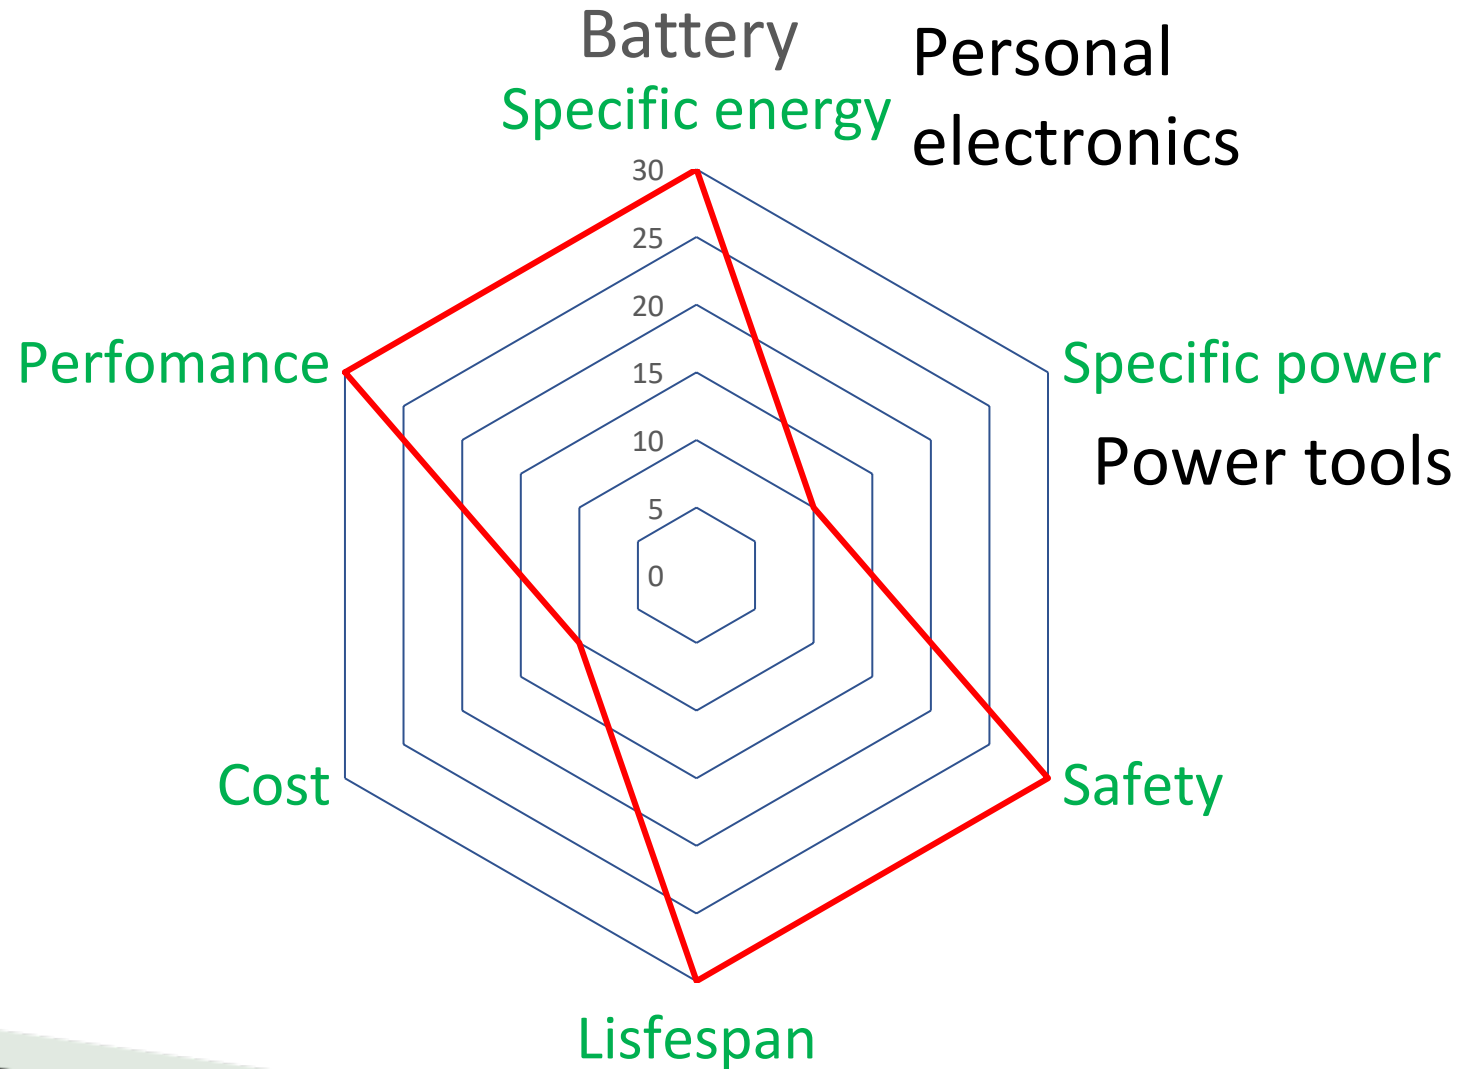 Battery
Personal
electronics
Specific energy
30
25
20
15
10
5
0
Perfomance
Specific power
Power tools
Cost
Safety
Lisfespan